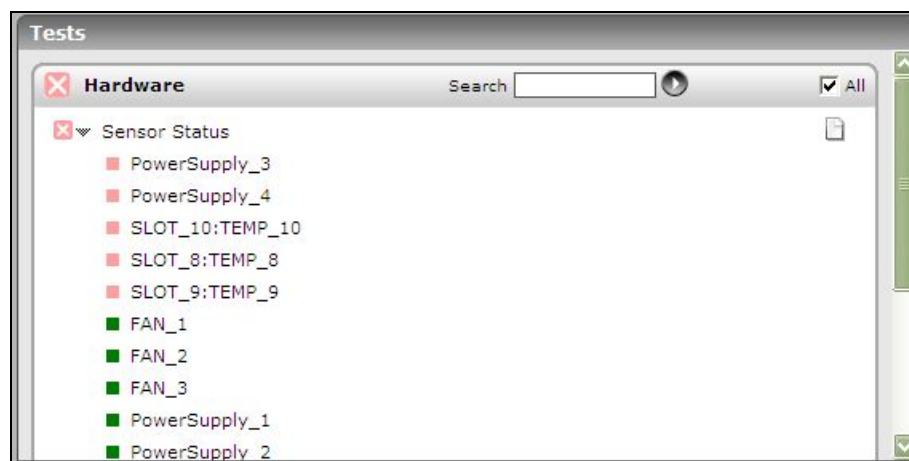 Tests
Hardware Search All
Sensor Status
PowerSupply_3
PowerSupply_4
SLOT_10:TEMP_10
SLOT_8:TEMP_8
SLOT_9:TEMP_9
FAN_1
FAN_2
FAN_3
PowerSupply_1
PowerSupply_2